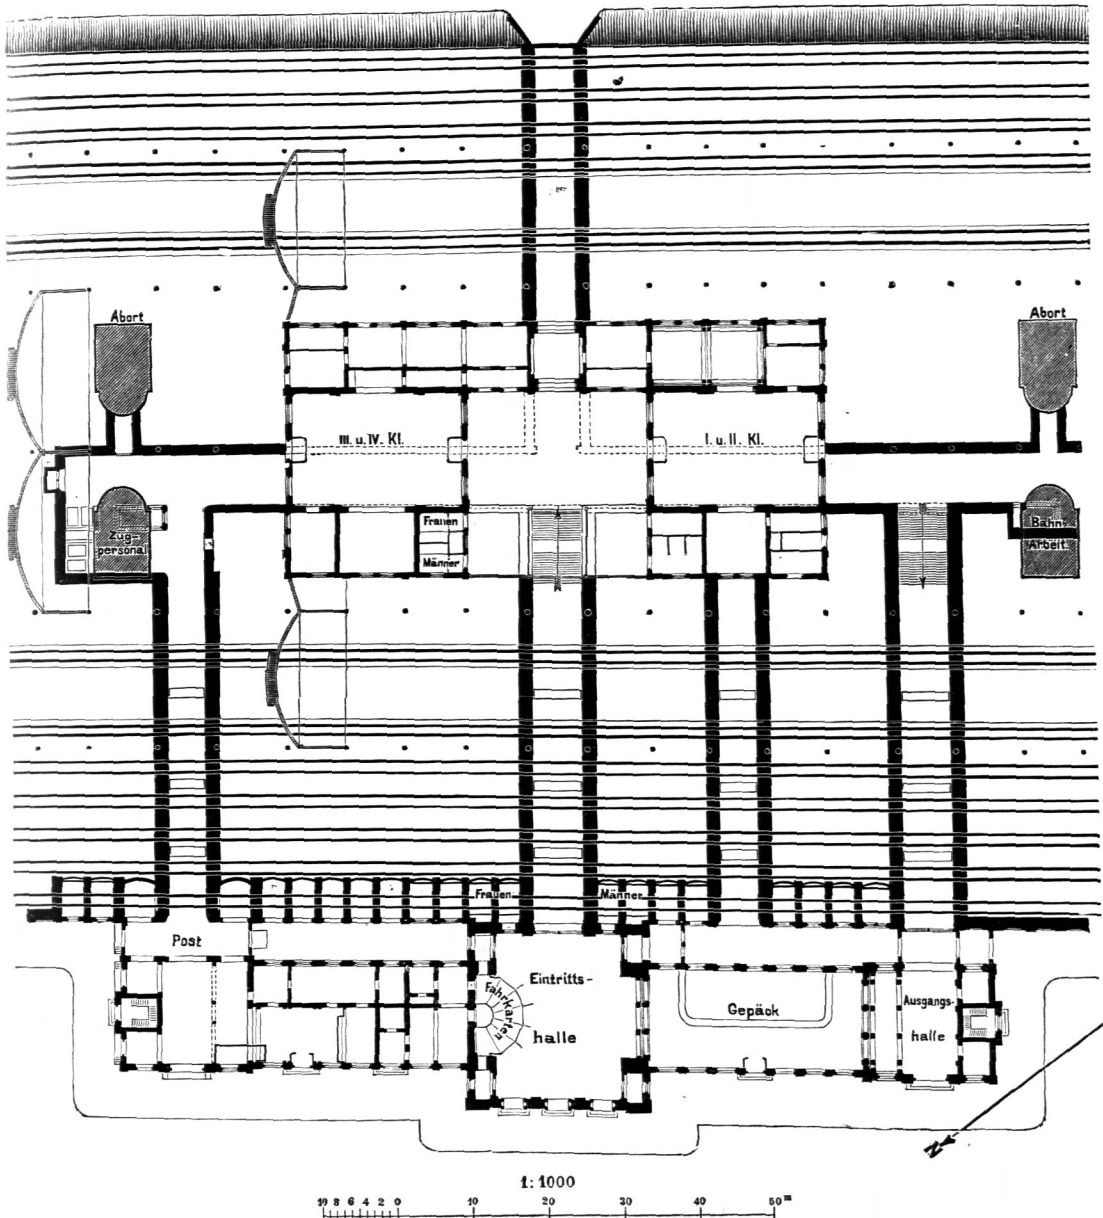 Abort
Abort
III. u. IV. Kl.
I. u. II. Kl.
Frauen
Männer
Zug-
personal
Bahn-
Arbeit.
Frauen
Männer
Post
Eintritts-
halle
Fahrkarten
Gepäck
Ausgangs-
halle
N
1:1000
10 8 6 4 2 0 10 20 30 40 50 m